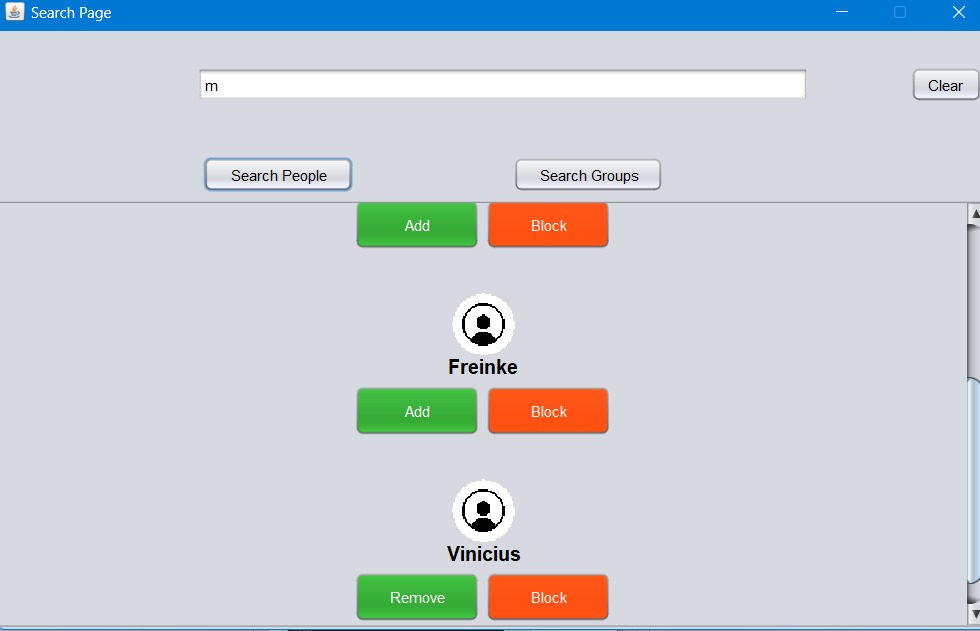 Search Page
m
Clear
Search People
Search Groups
Add
Block
Freinke
Add
Block
Vinicius
Remove
Block